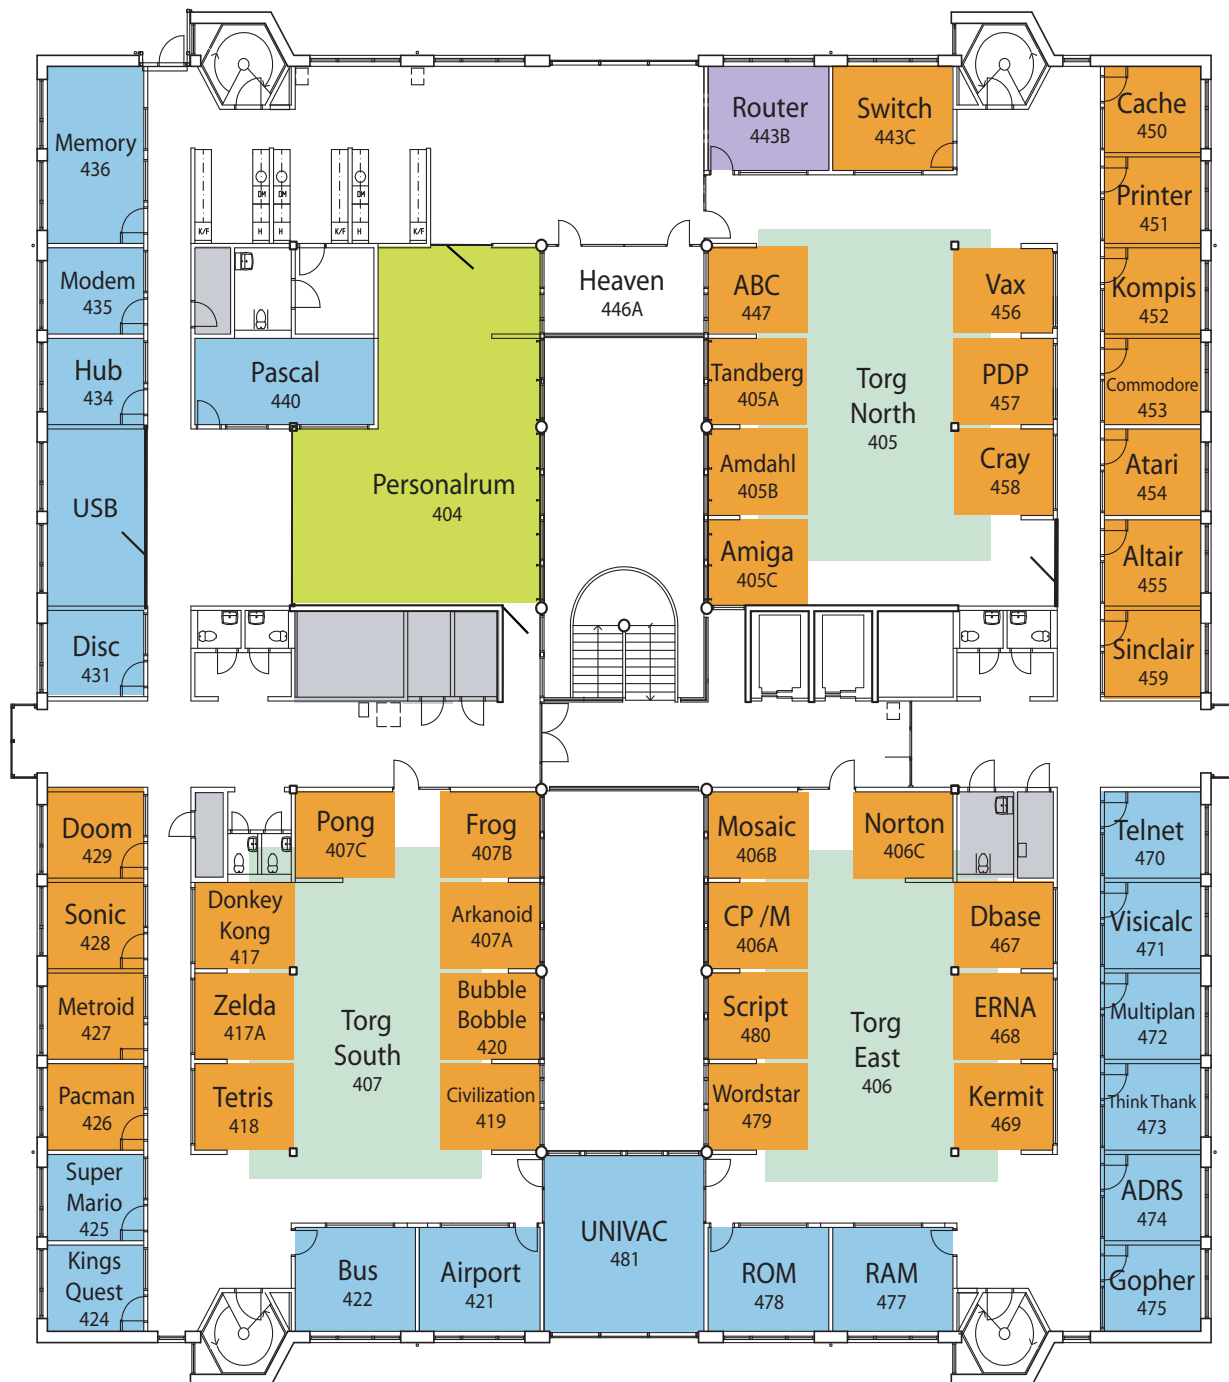 Memory
436
Router
443B
Switch
443C
Cache
450
Printer
451
DM
DM
DM
K/F
H
H
K/F
H
K/F
Modem
435
Heaven
446A
ABC
447
Vax
456
Kompis
452
Hub
434
Pascal
440
Tandberg
405A
Torg
North
405
PDP
457
Commodore
453
USB
Personalrum
404
Amdahl
405B
Cray
458
Atari
454
Amiga
405C
Altair
455
Disc
431
Sinclair
459
Doom
429
Pong
407C
Frog
407B
Mosaic
406B
Norton
406C
Telnet
470
Sonic
428
Donkey
Kong
417
Arkanoid
407A
CP /M
406A
Dbase
467
Visicalc
471
Metroid
427
Zelda
417A
Torg
South
407
Bubble
Bobble
420
Script
480
Torg
East
406
ERNA
468
Multiplan
472
Pacman
426
Tetris
418
Civilization
419
Wordstar
479
Kermit
469
Think Thank
473
Super
Mario
425
ADRS
474
Kings
Quest
424
Bus
422
Airport
421
UNIVAC
481
ROM
478
RAM
477
Gopher
475